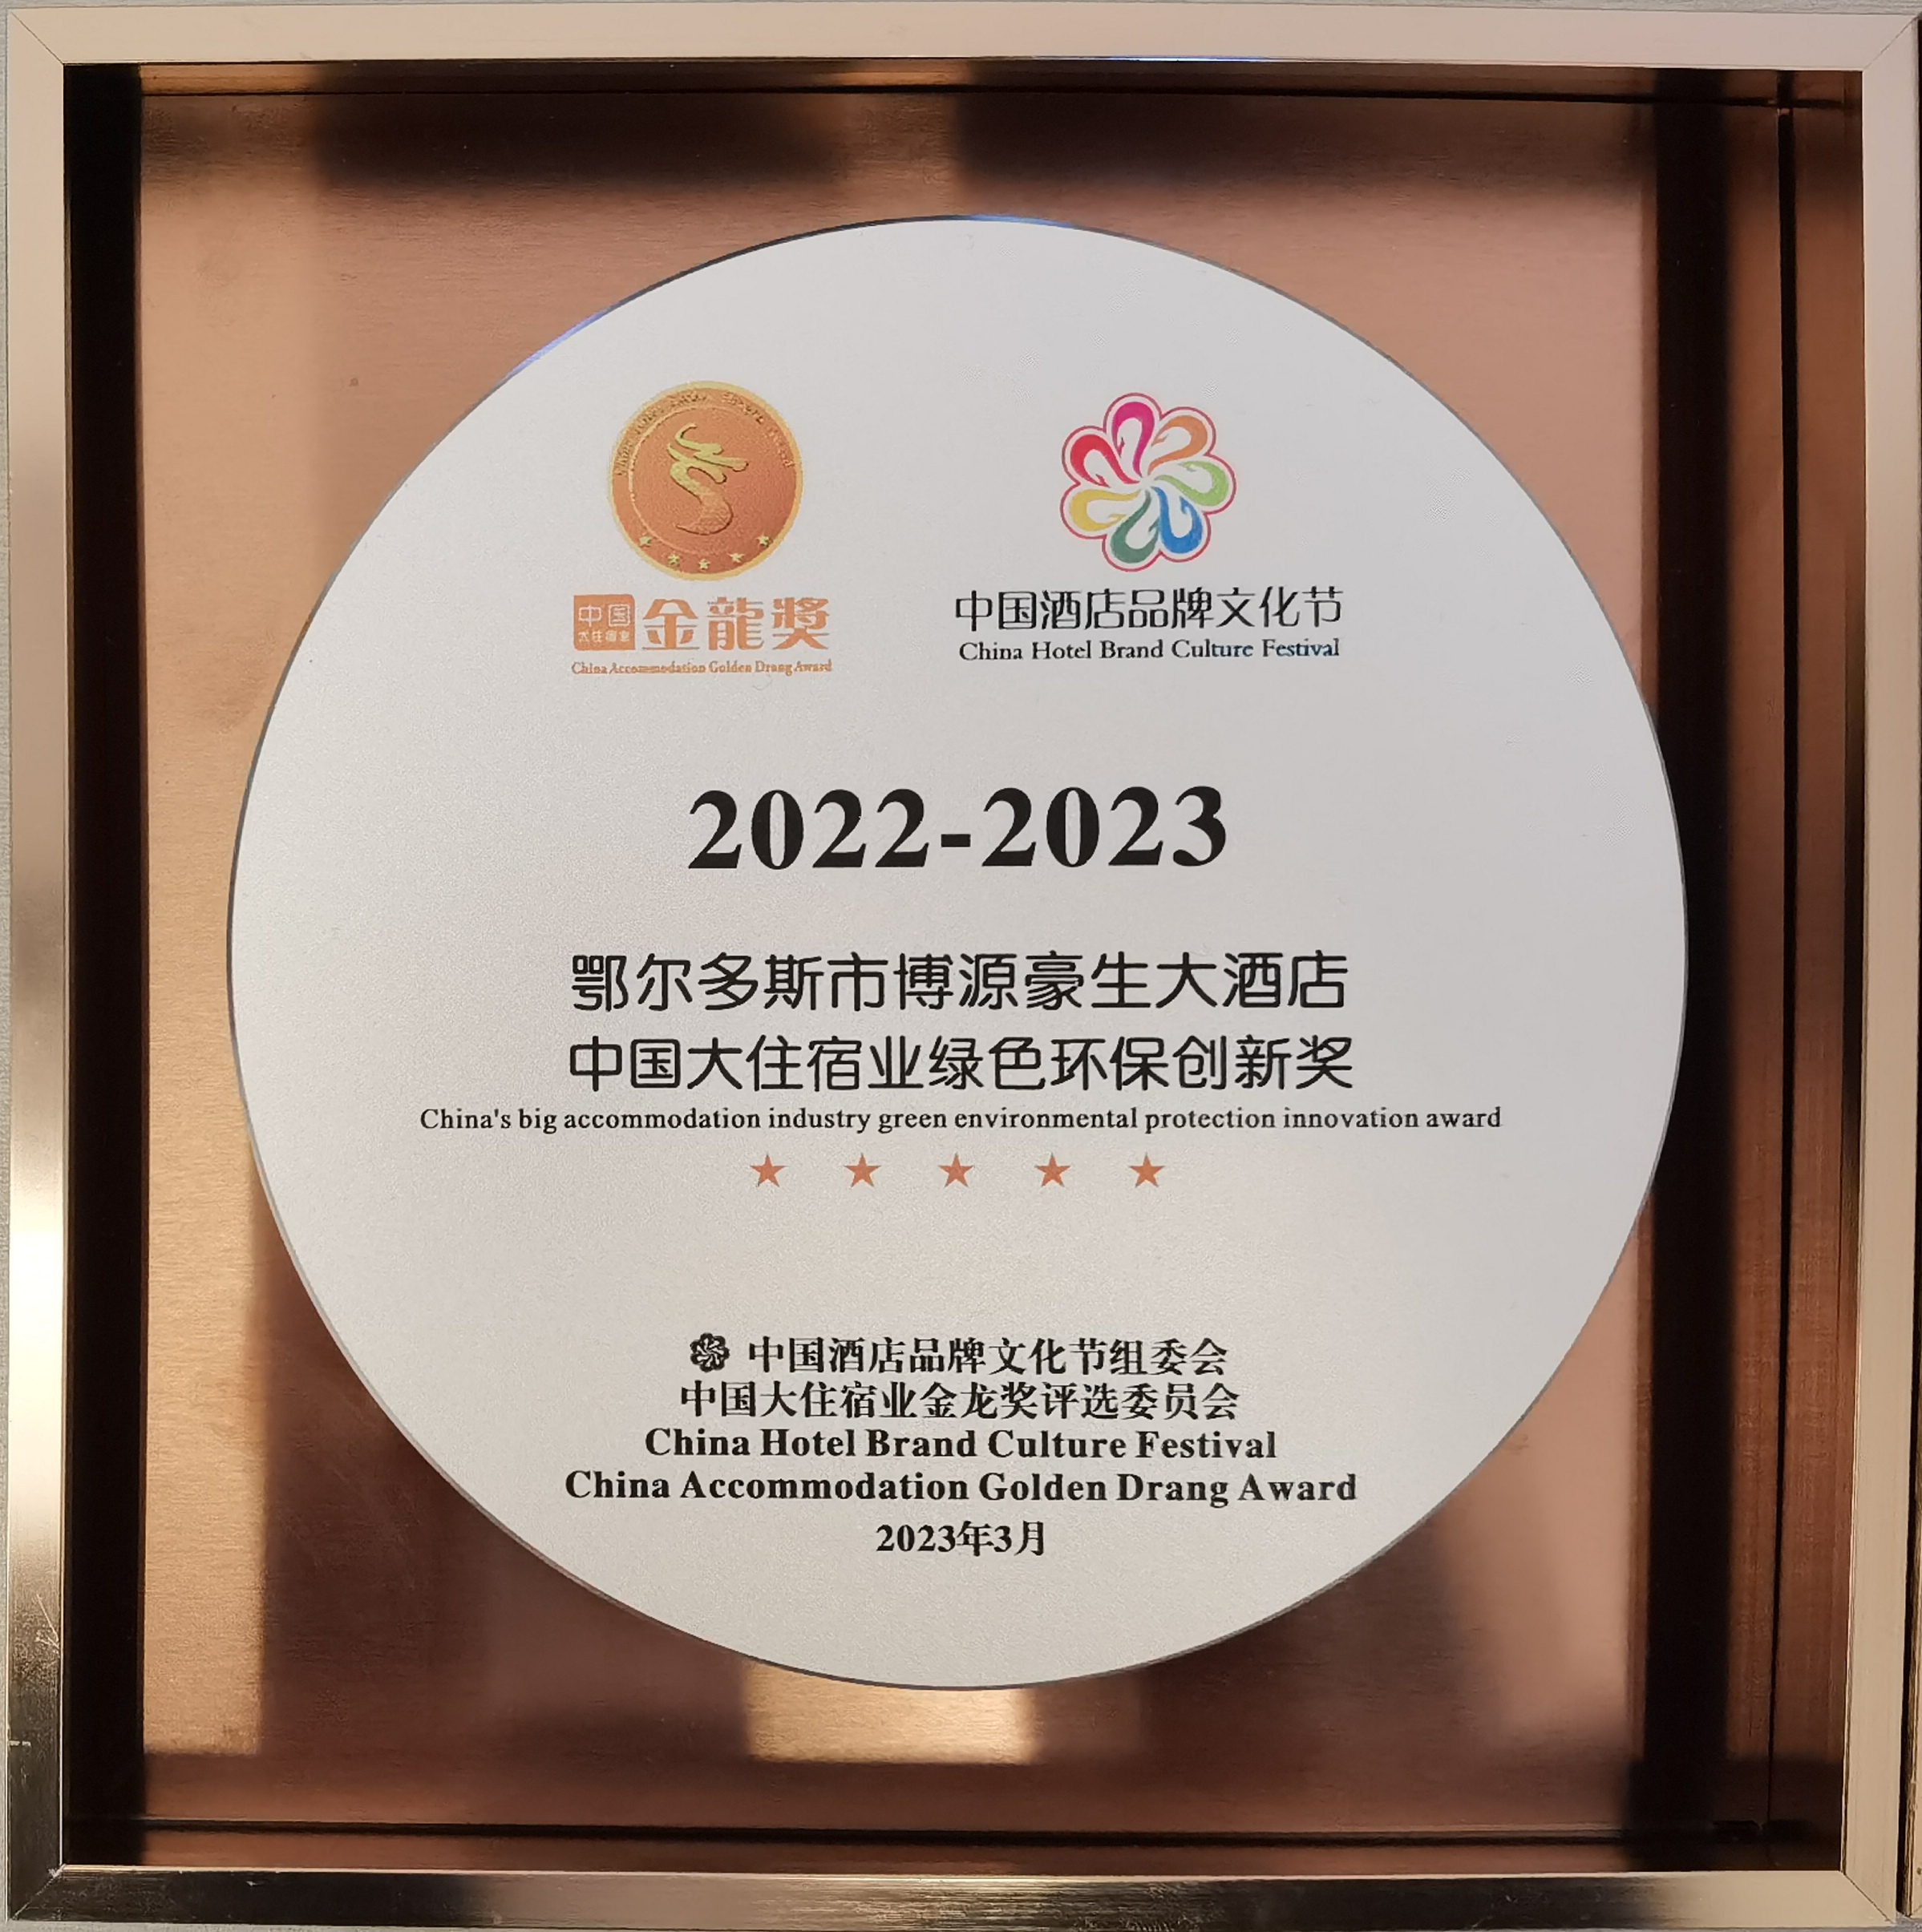 中国
大住宿业
金龍獎
China Accommodation Golden Drang Award
中国酒店品牌文化节
China Hotel Brand Culture Festival
2022-2023
鄂尔多斯市博源豪生大酒店
中国大住宿业绿色环保创新奖
China's big accommodation industry green environmental protection innovation award
中国酒店品牌文化节组委会
中国大住宿业金龙奖评选委员会
China Hotel Brand Culture Festival
China Accommodation Golden Drang Award
2023年3月